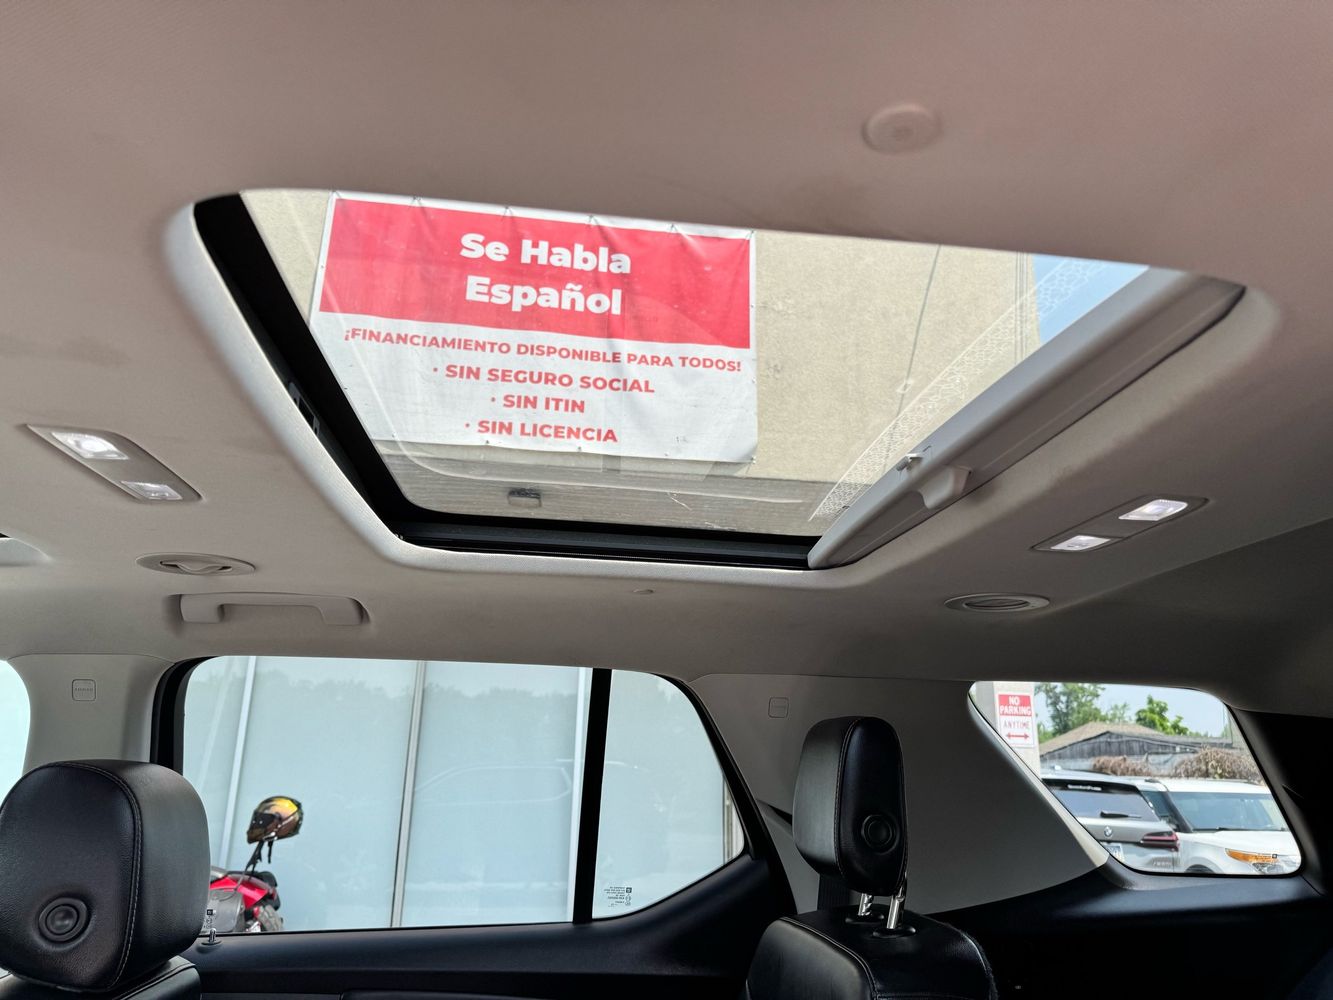 Se Habla
Español
¡FINANCIAMIENTO DISPONIBLE PARA TODOS!
· SIN SEGURO SOCIAL
· SIN ITIN
· SIN LICENCIA
NO
PARKING
ANYTIME